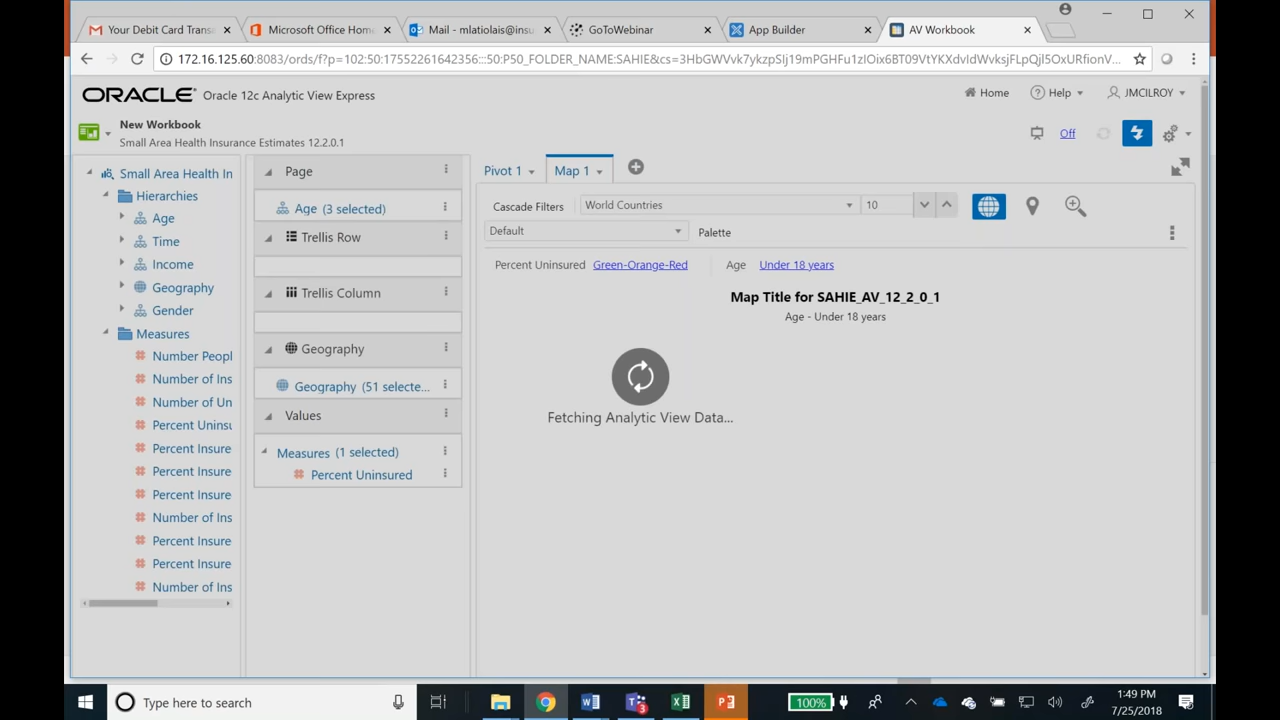 Your Debit Card Trans
Microsoft Office Home
Mail - mlatiolais@insu
GoToWebinar
App Builder
AV Workbook
172.16.125.60:8083/ords/f?p=102:50:17552261642356:::50:P50_FOLDER_NAME:SAHIE&cs=
ORACLE Oracle 12c Analytic View Express
Home
Help
JMCILROY
New Workbook
Small Area Health Insurance Estimates 12.2.0.1
Off
Small Area Health In
Hierarchies
Age
Time
Income
Geography
Gender
Measures
Number Peopl
Number of Ins
Number of Un
Percent Uninsu
Percent Insure
Percent Insure
Percent Insure
Number of Ins
Percent Insure
Percent Insure
Number of Ins
Page
Age (3 selected)
Trellis Row
Trellis Column
Geography
Geography (51 selecte...
Values
Measures (1 selected)
Percent Uninsured
Pivot 1
Map 1
Cascade Filters
World Countries
10
Default
Palette
Percent Uninsured Green-Orange-Red Age Under 18 years
Map Title for SAHIE_AV_12_2_0_1
Age - Under 18 years
Fetching Analytic View Data...
Type here to search
3
100%
1:49 PM
7/25/2018